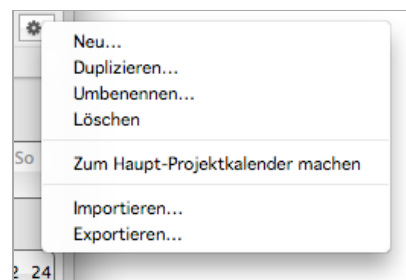 Neu...
Duplizieren...
Umbenennen...
Löschen
So
Zum Haupt-Projektkalender machen
Importieren...
Exportieren...
2 24